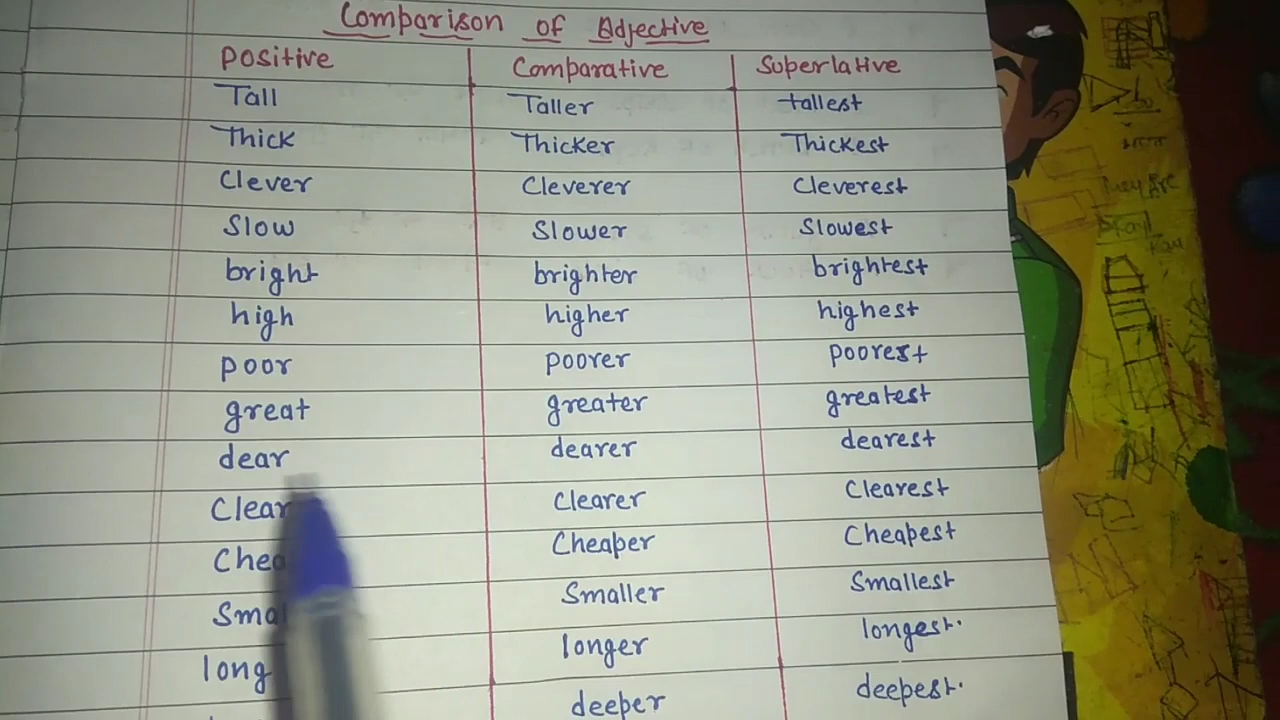 Comparison of Adjective
Positive Comparative Superlative
Tall Taller tallest
Thick Thicker Thickest
Clever Cleverer Cleverest
Slow Slower Slowest
bright brighter brightest
high higher highest
poor poorer poorest
great greater greatest
dear dearer dearest
Clear Clearer Clearest
Cheaper Cheapest
Smaller Smallest
long longer longest.
deeper deepest.
They Are